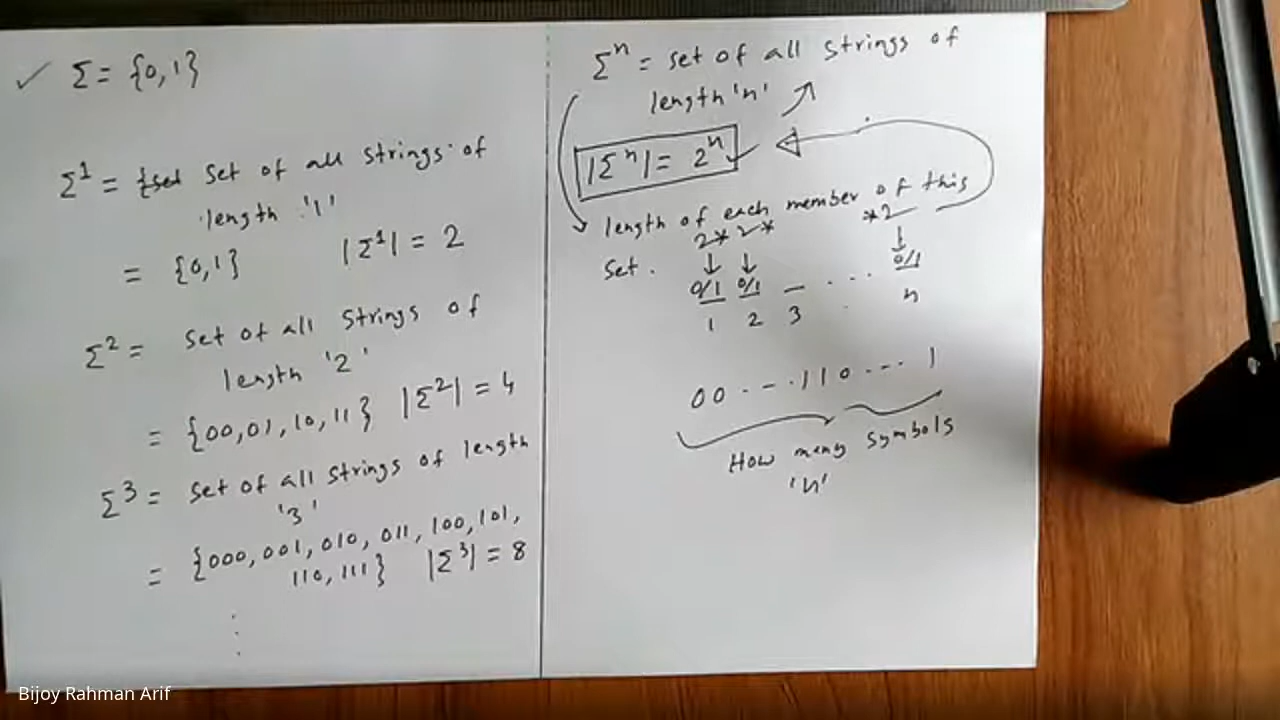 ✓ Σ = {0,1}
Σ¹ = Set of all strings of
length '1'
= {0,1} |Σ¹| = 2
Σ² = Set of all Strings of
length '2'
= {00,01,10,11} |Σ²| = 4
Σ³ = Set of all strings of length
'3'
= {000,001,010,011,100,101,
110,111} |Σ³| = 8
⋮
Σⁿ = set of all strings of
length 'n'
|Σⁿ| = 2ⁿ
length of each member of this
Set. 2* 2* *2
↓ ↓ ↓
0/1 0/1 _ . . . 0/1
1 2 3 . n
00 . - . 110 . - - 1
How many symbols
'n'
Bijoy Rahman Arif